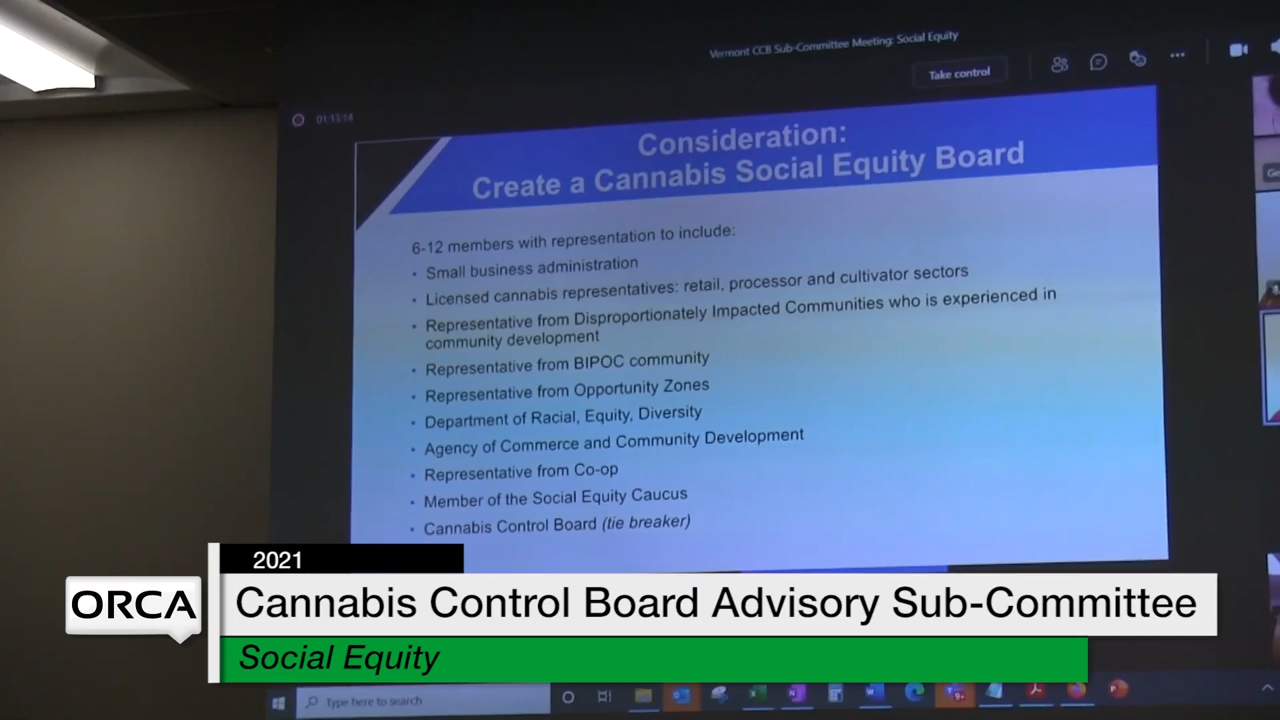 Vermont CCB Sub-Committee Meeting: Social Equity
Take control
01:13:14
Consideration:
Create a Cannabis Social Equity Board
6-12 members with representation to include:
• Small business administration
• Licensed cannabis representatives: retail, processor and cultivator sectors
• Representative from Disproportionately Impacted Communities who is experienced in
community development
• Representative from BIPOC community
• Representative from Opportunity Zones
• Department of Racial, Equity, Diversity
• Agency of Commerce and Community Development
• Representative from Co-op
• Member of the Social Equity Caucus
• Cannabis Control Board (tie breaker)
2021
ORCA
Cannabis Control Board Advisory Sub-Committee
Social Equity
Type here to search